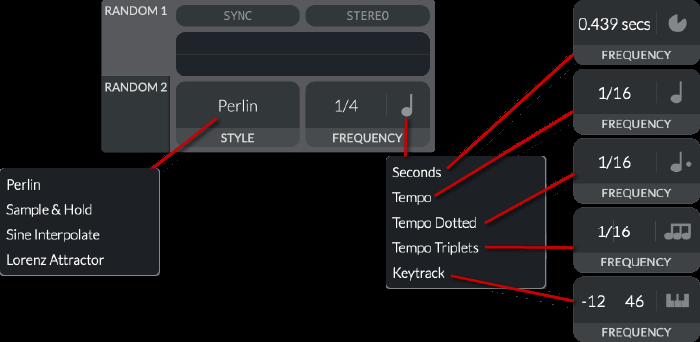 RANDOM 1
SYNC
STEREO
RANDOM 2
Perlin
STYLE
1/4
FREQUENCY
Perlin
Sample & Hold
Sine Interpolate
Lorenz Attractor
Seconds
Tempo
Tempo Dotted
Tempo Triplets
Keytrack
0.439 secs
FREQUENCY
1/16
FREQUENCY
1/16
FREQUENCY
1/16
FREQUENCY
-12 46
FREQUENCY